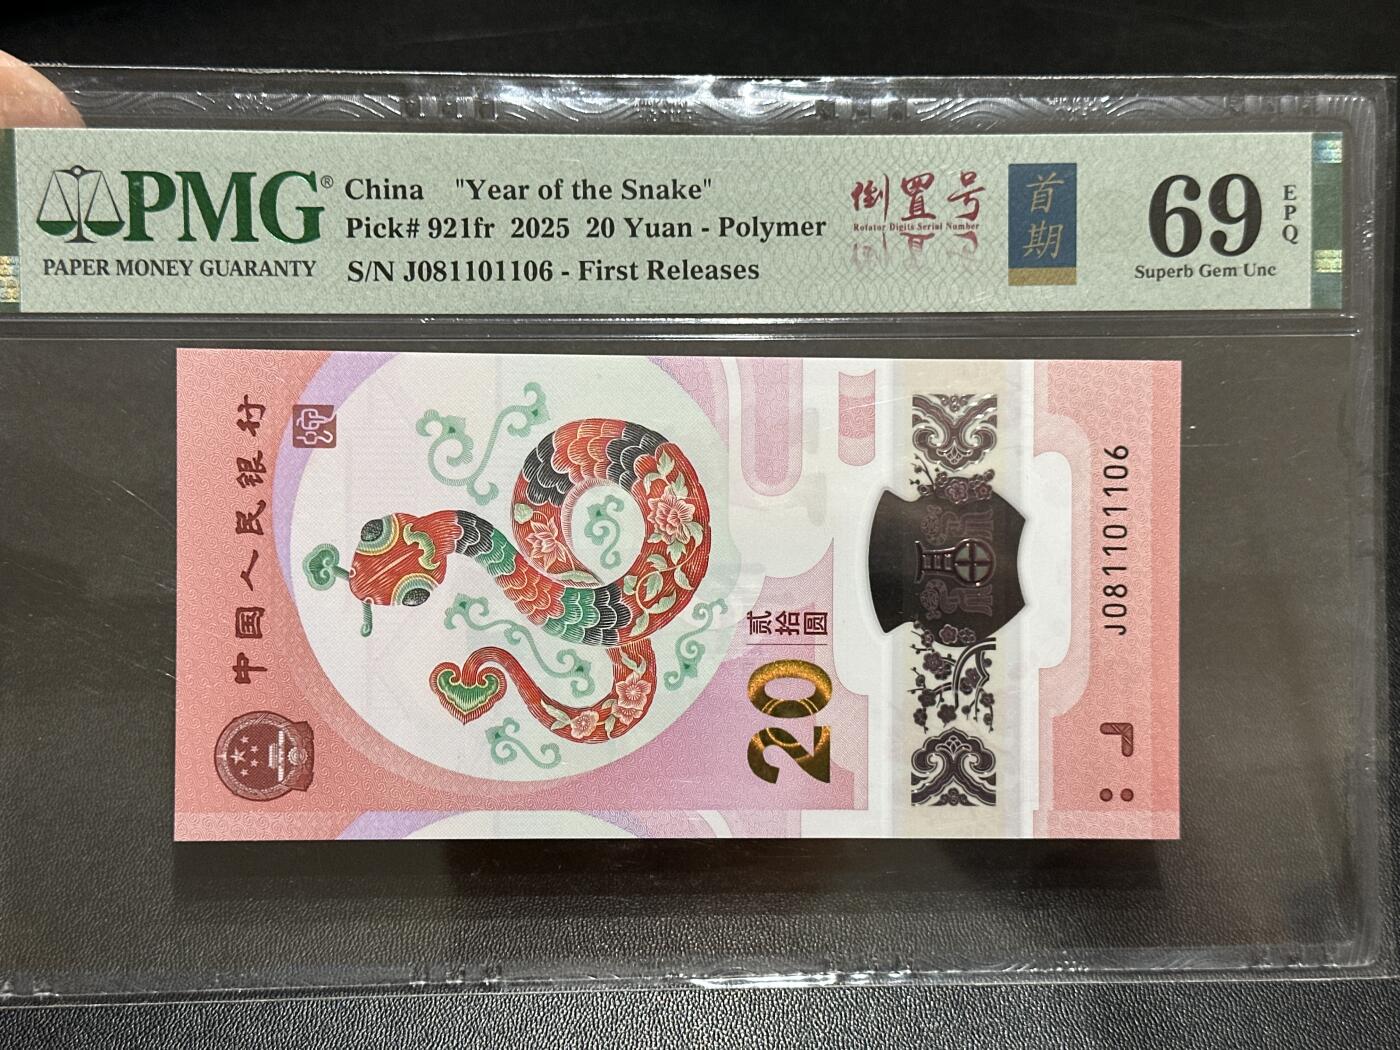 PMG®
PAPER MONEY GUARANTY
China "Year of the Snake"
Pick# 921fr 2025 20 Yuan - Polymer
S/N J081101106 - First Releases
倒置号
Rotator Digits Serial Number
首期
69
EPQ
Superb Gem Unc
中国人民银行
贰拾圆
20
J081101106